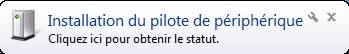 Installation du pilote de périphérique
Cliquez ici pour obtenir le statut.